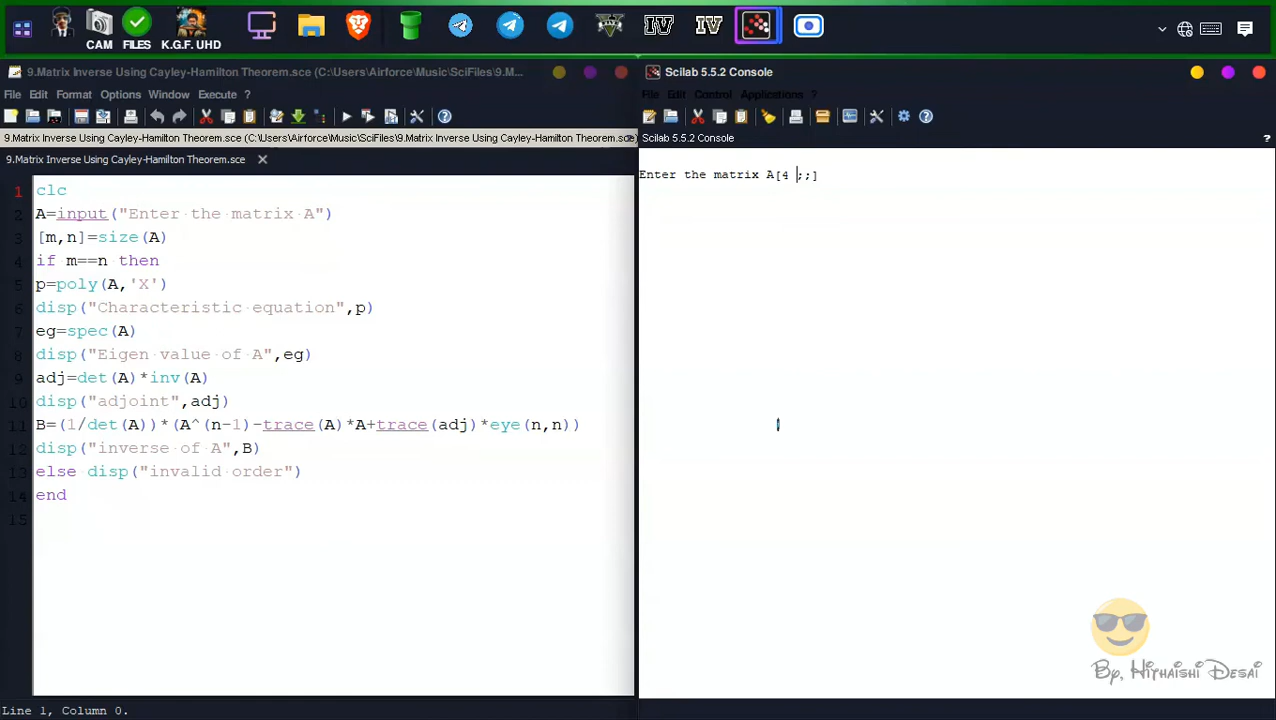 CAM FILES K.G.F. UHD
9.Matrix Inverse Using Cayley-Hamilton Theorem.sce (C:\Users\Airforce\Music\SciFiles\9.M...
File Edit Format Options Window Execute ?
9.Matrix Inverse Using Cayley-Hamilton Theorem.sce (C:\Users\Airforce\Music\SciFiles\9.Matrix Inverse Using Cayley-Hamilton Theorem.sce)
9.Matrix Inverse Using Cayley-Hamilton Theorem.sce
1 clc
2 A=input("Enter the matrix A")
3 [m,n]=size(A)
4 if m==n then
5 p=poly(A,'X')
6 disp("Characteristic equation",p)
7 eg=spec(A)
8 disp("Eigen value of A",eg)
9 adj=det(A)*inv(A)
10 disp("adjoint",adj)
11 B=(1/det(A))*(A^(n-1)-trace(A)*A+trace(adj)*eye(n,n))
12 disp("inverse of A",B)
13 else disp("invalid order")
14 end
15
Line 1, Column 0.
Scilab 5.5.2 Console
File Edit Control Applications ?
Scilab 5.5.2 Console ?
Enter the matrix A[4 ;;]
By, Hithaishi Desai